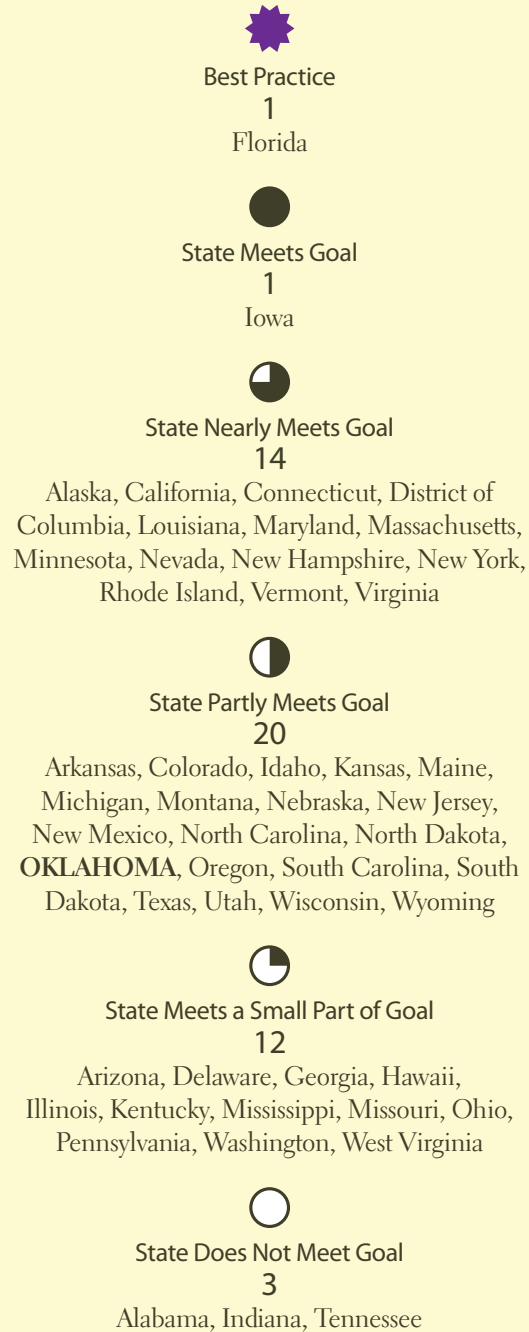 Best Practice
1
Florida
State Meets Goal
1
Iowa
State Nearly Meets Goal
14
Alaska, California, Connecticut, District of
Columbia, Louisiana, Maryland, Massachusetts,
Minnesota, Nevada, New Hampshire, New York,
Rhode Island, Vermont, Virginia
State Partly Meets Goal
20
Arkansas, Colorado, Idaho, Kansas, Maine,
Michigan, Montana, Nebraska, New Jersey,
New Mexico, North Carolina, North Dakota,
OKLAHOMA, Oregon, South Carolina, South
Dakota, Texas, Utah, Wisconsin, Wyoming
State Meets a Small Part of Goal
12
Arizona, Delaware, Georgia, Hawaii,
Illinois, Kentucky, Mississippi, Missouri, Ohio,
Pennsylvania, Washington, West Virginia
State Does Not Meet Goal
3
Alabama, Indiana, Tennessee